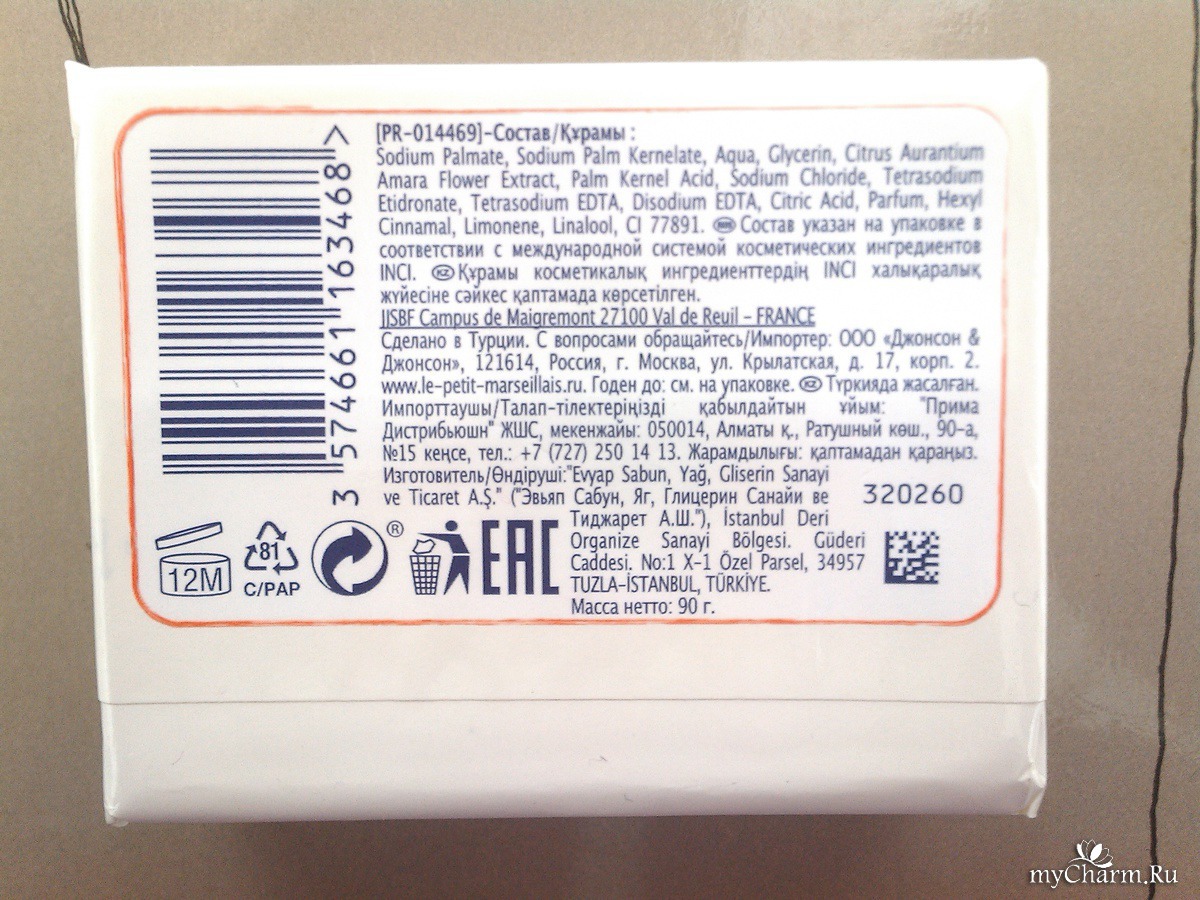 [PR-014469]-Состав/Құрамы :
Sodium Palmate, Sodium Palm Kernelate, Aqua, Glycerin, Citrus Aurantium
Amara Flower Extract, Palm Kernel Acid, Sodium Chloride, Tetrasodium
Etidronate, Tetrasodium EDTA, Disodium EDTA, Citric Acid, Parfum, Hexyl
Cinnamal, Limonene, Linalool, CI 77891. RUS Состав указан на упаковке в
соответствии с международной системой косметических ингредиентов
INCI. KZ Құрамы косметикалық ингредиенттердің INCI халықаралық
жүйесіне сәйкес қаптамада көрсетілген.
JJSBF Campus de Maigremont 27100 Val de Reuil – FRANCE
Сделано в Турции. С вопросами обращайтесь/Импортер: ООО «Джонсон &
Джонсон», 121614, Россия, г. Москва, ул. Крылатская, д. 17, корп. 2.
www.le-petit-marseillais.ru. Годен до: см. на упаковке. KZ Түркияда жасалған.
Импорттаушы/Талап-тілектеріңізді қабылдайтын ұйым: "Прима
Дистрибьюшн" ЖШС, мекенжайы: 050014, Алматы қ., Ратушный көш., 90-а,
№15 кеңсе, тел.: +7 (727) 250 14 13. Жарамдылығы: қаптамадан қараңыз.
Изготовитель/Өндіруші:"Evyap Sabun, Yağ, Gliserin Sanayi
ve Ticaret A.Ş." ("Эвьяп Сабун, Яг, Глицерин Санайи ве
Тиджарет А.Ш."), İstanbul Deri
Organize Sanayi Bölgesi. Güderi
Caddesi. No:1 X-1 Özel Parsel, 34957
TUZLA-İSTANBUL, TÜRKİYE.
Масса нетто: 90 г.
320260
3 574661 163468 >
12M
81
C/PAP
®
EAC
myCharm.Ru